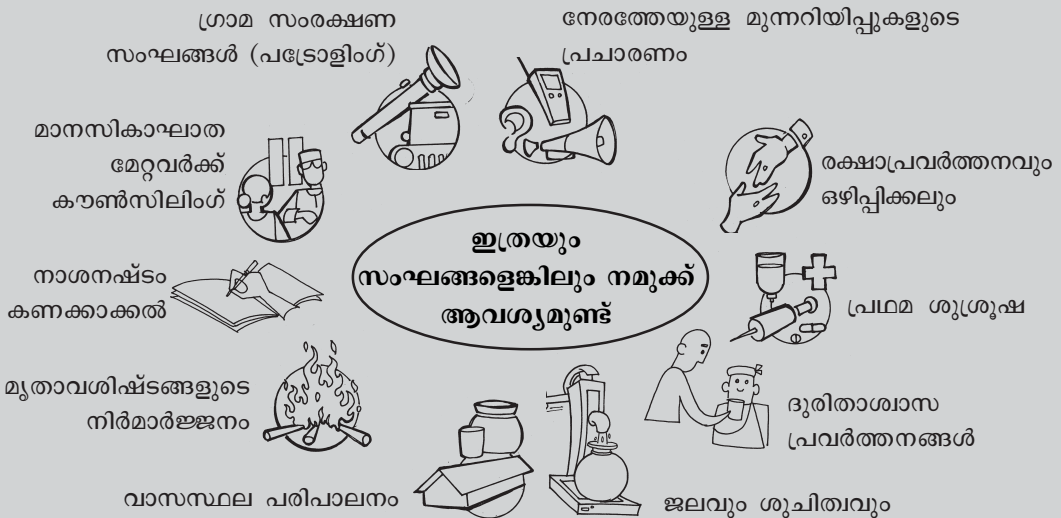 ഗ്രാമ സംരക്ഷണ
സംഘങ്ങൾ (പട്രോളിംഗ്)
നേരത്തേയുള്ള മുന്നറിയിപ്പുകളുടെ
പ്രചാരണം
മാനസികാഘാത
മേറ്റവർക്ക്
കൗൺസിലിംഗ്
രക്ഷാപ്രവർത്തനവും
ഒഴിപ്പിക്കലും
ഇത്രയും
സംഘങ്ങളെങ്കിലും നമുക്ക്
ആവശ്യമുണ്ട്
നാശനഷ്ടം
കണക്കാക്കൽ
പ്രഥമ ശുശ്രൂഷ
മൃതാവശിഷ്ടങ്ങളുടെ
നിർമാർജ്ജനം
ദുരിതാശ്വാസ
പ്രവർത്തനങ്ങൾ
വാസസ്ഥല പരിപാലനം
ജലവും ശുചിത്വവും